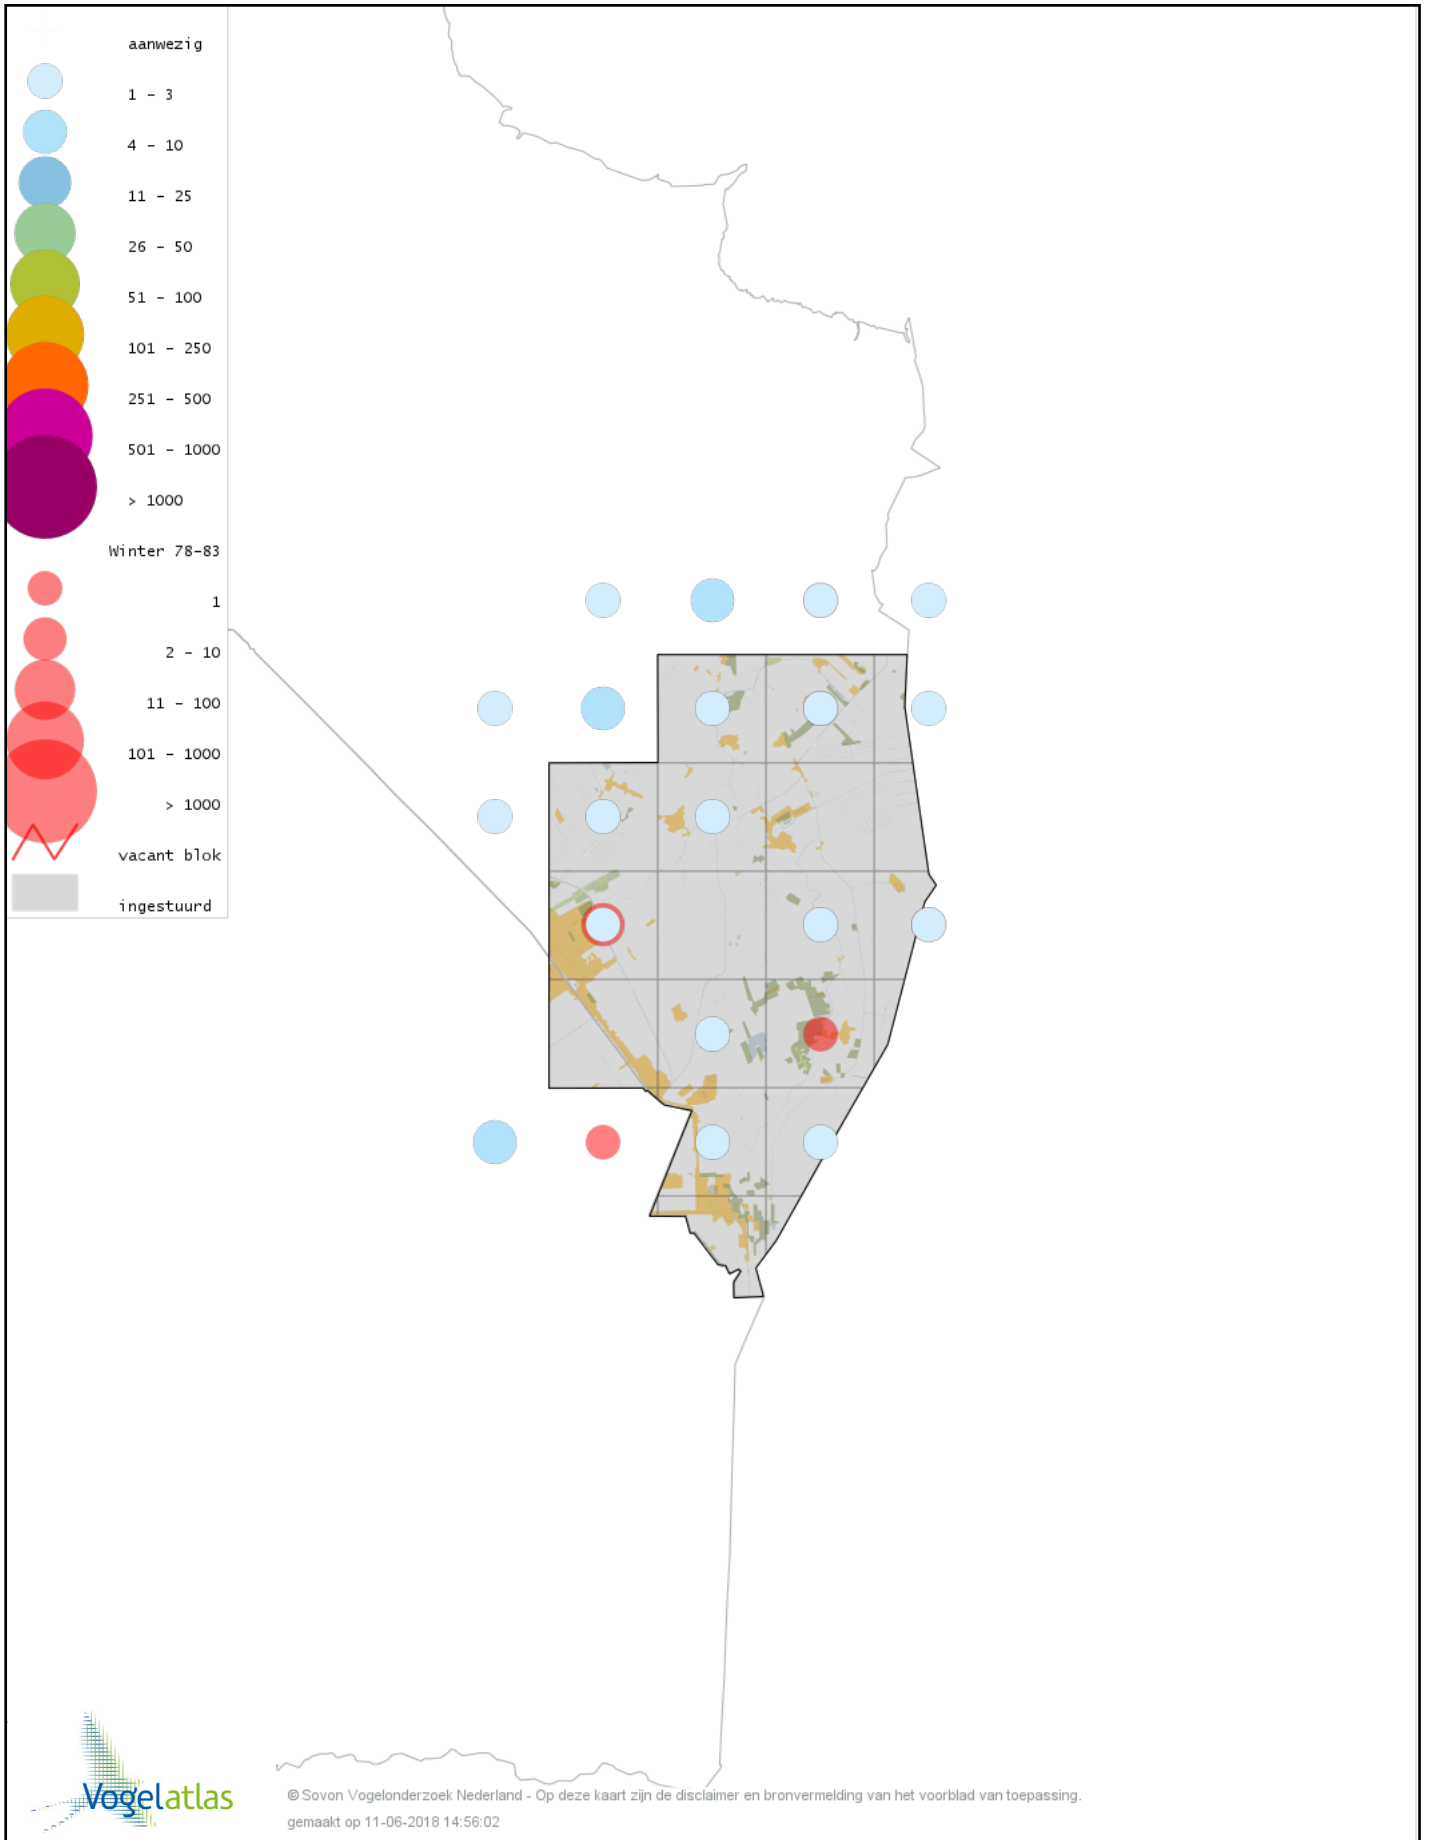 aanwezig
1 - 3
4 - 10
11 - 25
26 - 50
51 - 100
101 - 250
251 - 500
501 - 1000
> 1000
Winter 78-83
1
2 - 10
11 - 100
101 - 1000
> 1000
vacant blok
ingestuurd
Vogelatlas
© Sovon Vogelonderzoek Nederland - Op deze kaart zijn de disclaimer en bronvermelding van het voorblad van toepassing.
gemaakt op 11-06-2018 14:56:02